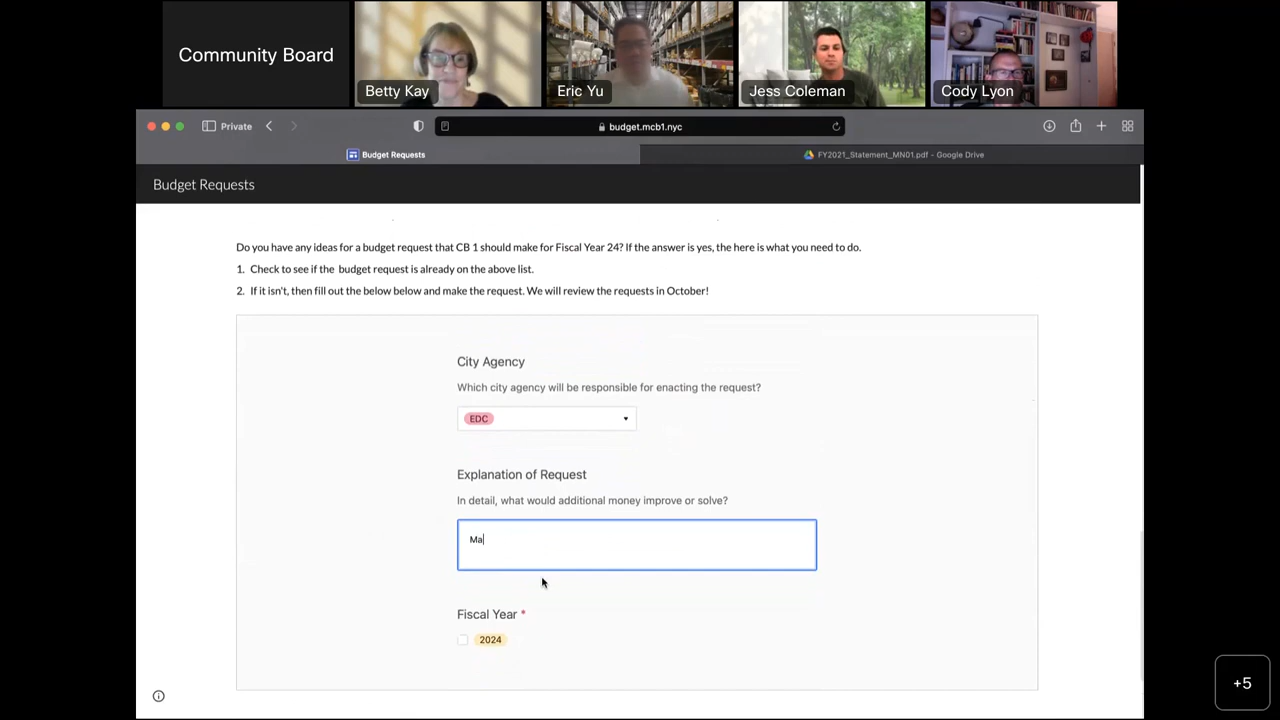 Community Board
Betty Kay
Eric Yu
Jess Coleman
Cody Lyon
Private
budget.mcb1.nyc
Budget Requests
FY2021_Statement_MN01.pdf - Google Drive
Budget Requests
Do you have any ideas for a budget request that CB 1 should make for Fiscal Year 24? If the answer is yes, the here is what you need to do.
1. Check to see if the budget request is already on the above list.
2. If it isn't, then fill out the below below and make the request. We will review the requests in October!
City Agency
Which city agency will be responsible for enacting the request?
EDC
Explanation of Request
In detail, what would additional money improve or solve?
Ma
Fiscal Year *
2024
+5